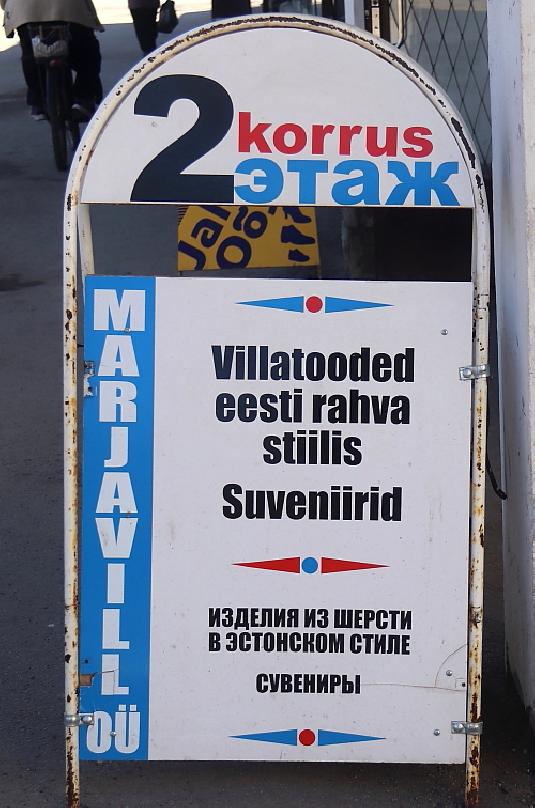 2 korrus
этаж
MARJAVILL OÜ
Villatooded
eesti rahva
stiilis
Suveniirid
ИЗДЕЛИЯ ИЗ ШЕРСТИ
В ЭСТОНСКОМ СТИЛЕ
СУВЕНИРЫ